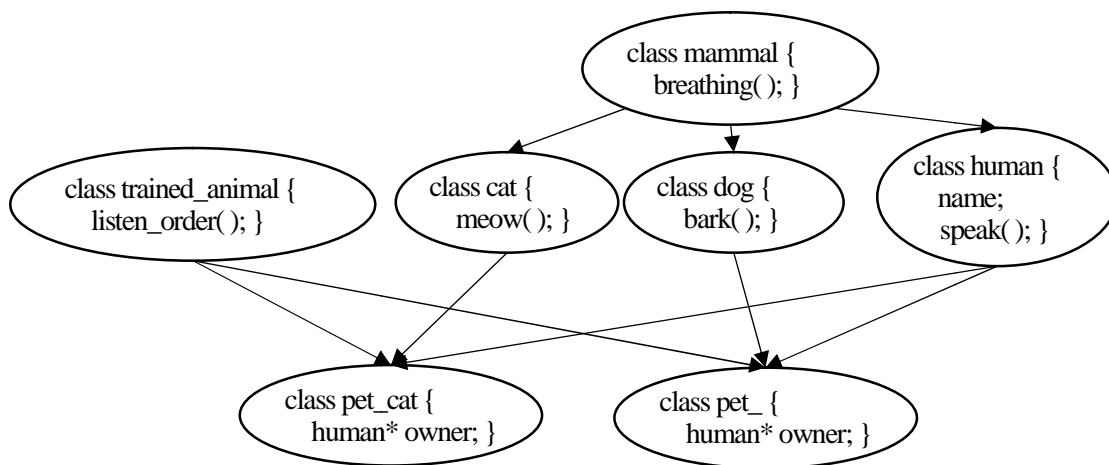 class mammal {
breathing( ); }
class trained_animal {
listen_order( ); }
class cat {
meow( ); }
class dog {
bark( ); }
class human {
name;
speak( ); }
class pet_cat {
human* owner; }
class pet_ {
human* owner; }